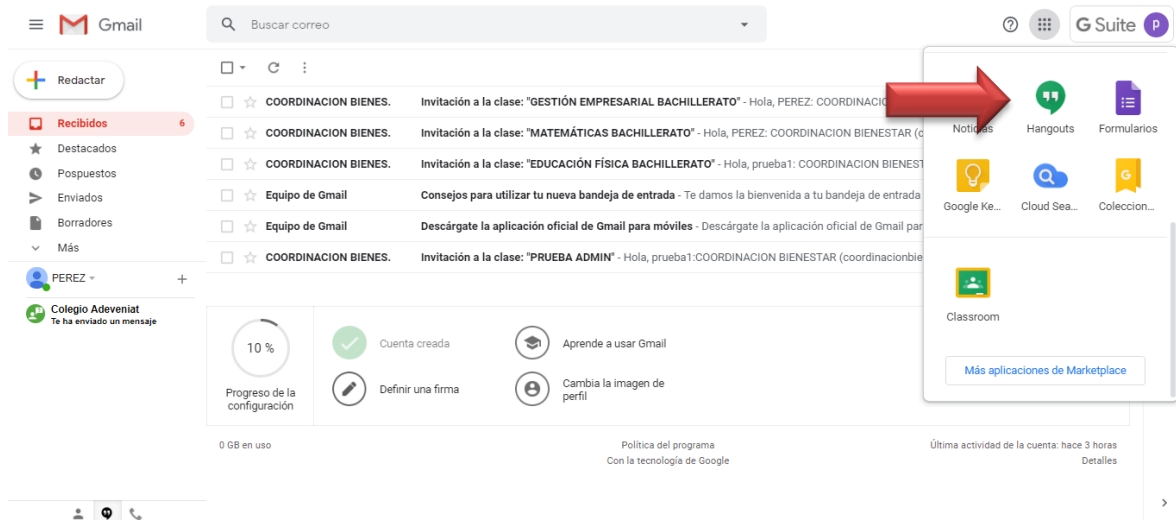 Gmail
Buscar correo
G Suite
p
Redactar
Recibidos 6
Destacados
Pospuestos
Enviados
Borradores
Más
PEREZ
Colegio Adeveniat
Te ha enviado un mensaje
COORDINACION BIENES. Invitación a la clase: "GESTIÓN EMPRESARIAL BACHILLERATO" - Hola, PEREZ:
COORDINACION BIENES. Invitación a la clase: "MATEMÁTICAS BACHILLERATO" - Hola, PEREZ: COORDINACION BIENESTAR (c
COORDINACION BIENES. Invitación a la clase: "EDUCACIÓN FÍSICA BACHILLERATO" - Hola, prueba1: COORDINACION BIENEST
Equipo de Gmail Consejos para utilizar tu nueva bandeja de entrada - Te damos la bienvenida a tu bandeja de entrada
Equipo de Gmail Descárgate la aplicación oficial de Gmail para móviles - Descárgate la aplicación oficial de Gmail par
COORDINACION BIENES. Invitación a la clase: "PRUEBA ADMIN" - Hola, prueba1:COORDINACION BIENESTAR (coordinacionbie
10 %
Progreso de la
configuración
Cuenta creada
Definir una firma
Aprende a usar Gmail
Cambia la imagen de
perfil
0 GB en uso
Política del programa
Con la tecnología de Google
Última actividad de la cuenta: hace 3 horas
Detalles
Noticias Hangouts Formularios
Google Ke... Cloud Sea... Coleccion...
G
Classroom
Más aplicaciones de Marketplace